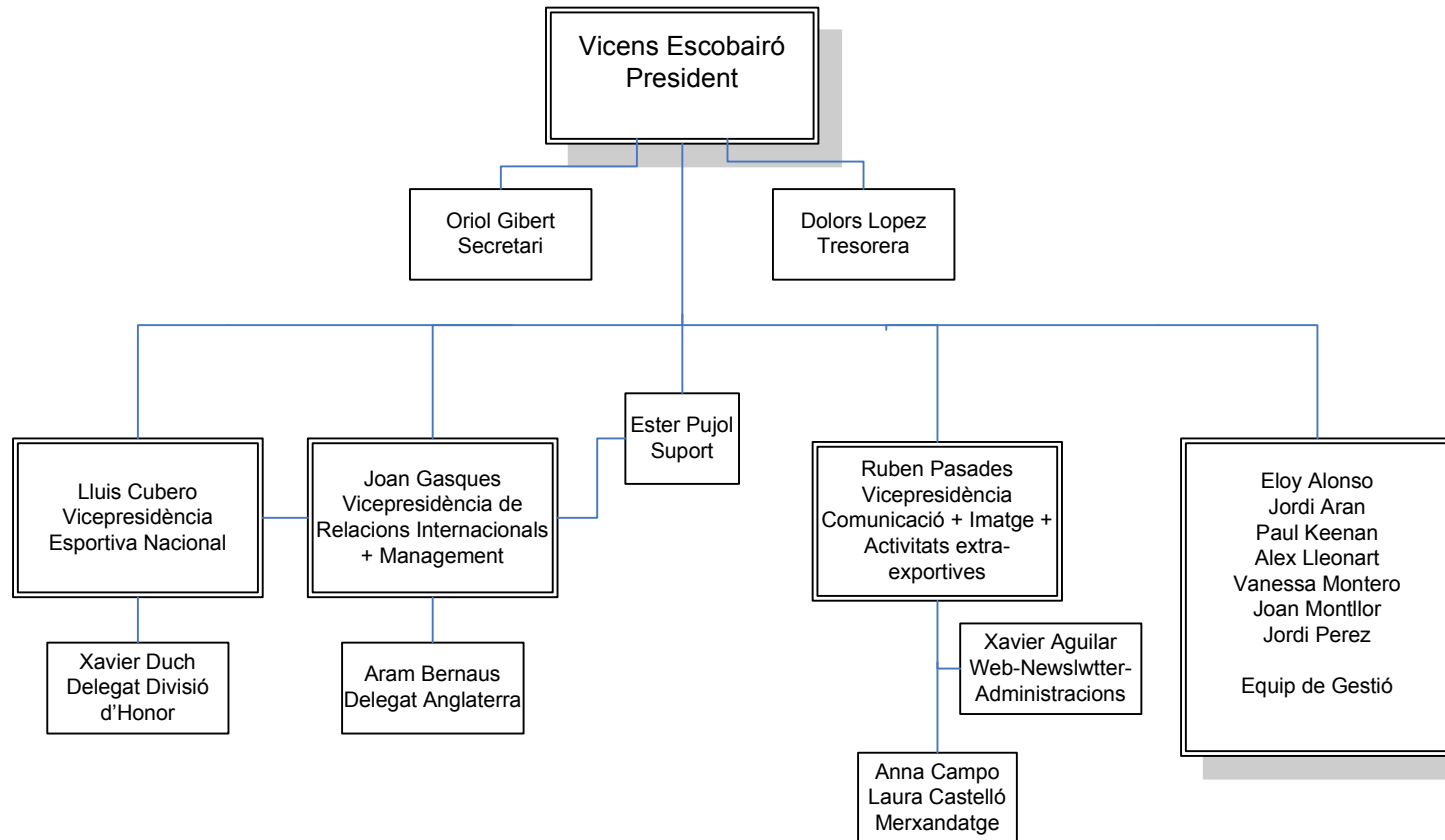 Vicens Escobairó
President
Oriol Gibert
Secretari
Dolors Lopez
Tresorera
Ester Pujol
Suport
Lluis Cubero
Vicepresidència
Esportiva Nacional
Joan Gasques
Vicepresidència de
Relacions Internacionals
+ Management
Ruben Pasades
Vicepresidència
Comunicació + Imatge +
Activitats extra-
exportives
Eloy Alonso
Jordi Aran
Paul Keenan
Alex Lleonart
Vanessa Montero
Joan Montllor
Jordi Perez
Equip de Gestió
Xavier Duch
Delegat Divisió
d’Honor
Aram Bernaus
Delegat Anglaterra
Xavier Aguilar
Web-Newslwtter-
Administracions
Anna Campo
Laura Castelló
Merxandatge